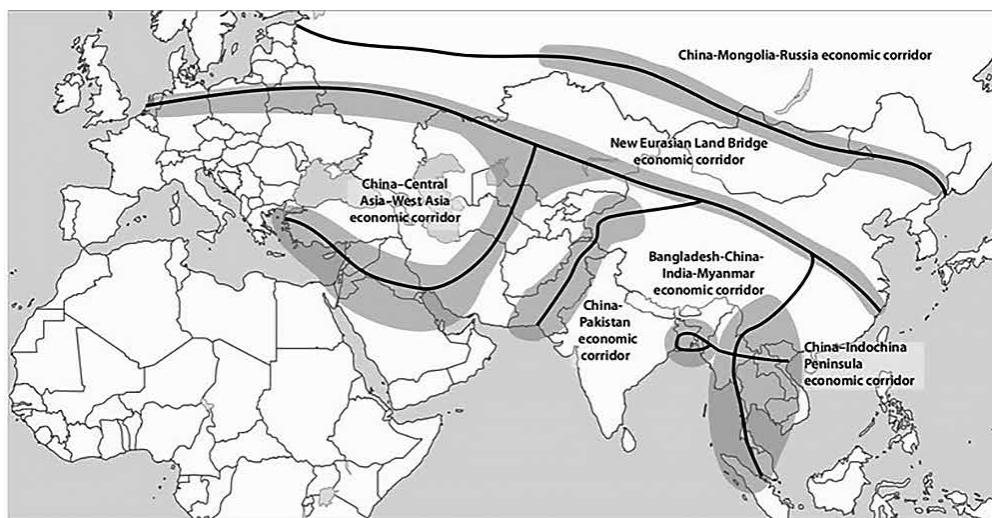 China-Mongolia-Russia economic corridor
New Eurasian Land Bridge
economic corridor
China–Central
Asia–West Asia
economic corridor
Bangladesh-China-
India-Myanmar
economic corridor
China-
Pakistan
economic
corridor
China–Indochina
Peninsula
economic corridor